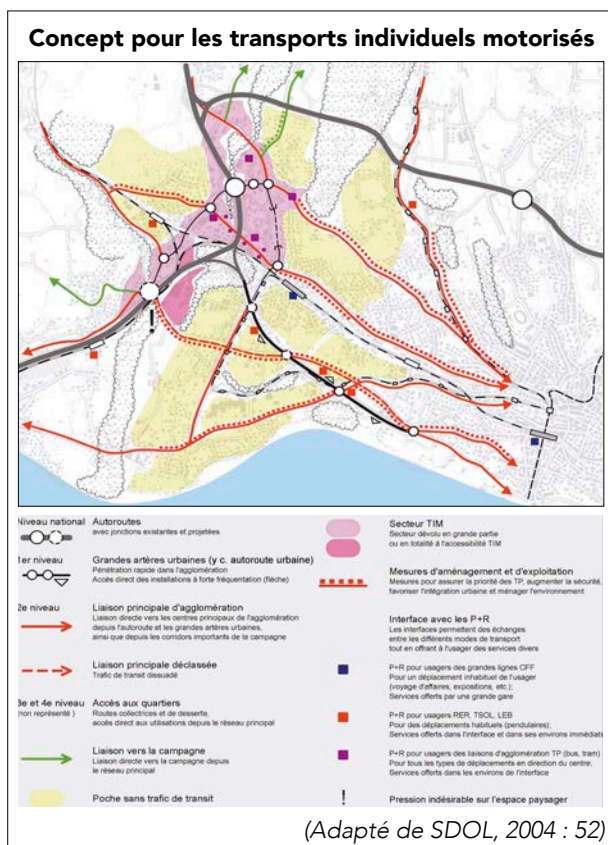 Concept pour les transports individuels motorisés
Niveau national
Autoroutes
avec jonctions existantes et projetées
1er niveau
Grandes artères urbaines (y c. autoroute urbaine)
Pénétration rapide dans l'agglomération
Accès direct des installations à forte fréquentation (flèche)
2e niveau
Liaison principale d'agglomération
Liaison directe vers les centres principaux de l'agglomération
depuis l'autoroute et les grandes artères urbaines,
ainsi que depuis les corridors importants de la campagne
Liaison principale déclassée
Trafic de transit dissuadé
3e et 4e niveau
(non représenté )
Accès aux quartiers
Routes collectrices et de desserte,
accès direct aux utilisations depuis le réseau principal
Liaison vers la campagne
Liaison directe vers la campagne depuis
le réseau principal
Poche sans trafic de transit
Secteur TIM
Secteur dévolu en grande partie
ou en totalité à l'accessibilité TIM
Mesures d'aménagement et d'exploitation
Mesures pour assurer la priorité des TP, augmenter la sécurité,
favoriser l'intégration urbaine et ménager l'environnement
Interface avec les P+R
Les interfaces permettent des échanges
entre les différents modes de transport
tout en offrant à l'usager des services divers
P+R pour usagers des grandes lignes CFF
Pour un déplacement inhabituel de l'usager
(voyage d'affaires, expositions, etc.);
Services offerts par une grande gare
P+R pour usagers RER, TSOL, LEB
Pour des déplacements habituels (pendulaires);
Services offerts dans l'interface et dans ses environs immédiats
P+R pour usagers des liaisons d'agglomération TP (bus, tram)
Pour tous les types de déplacements en direction du centre;
Services offerts dans les environs de l'interface
! Pression indésirable sur l'espace paysager
(Adapté de SDOL, 2004 : 52)